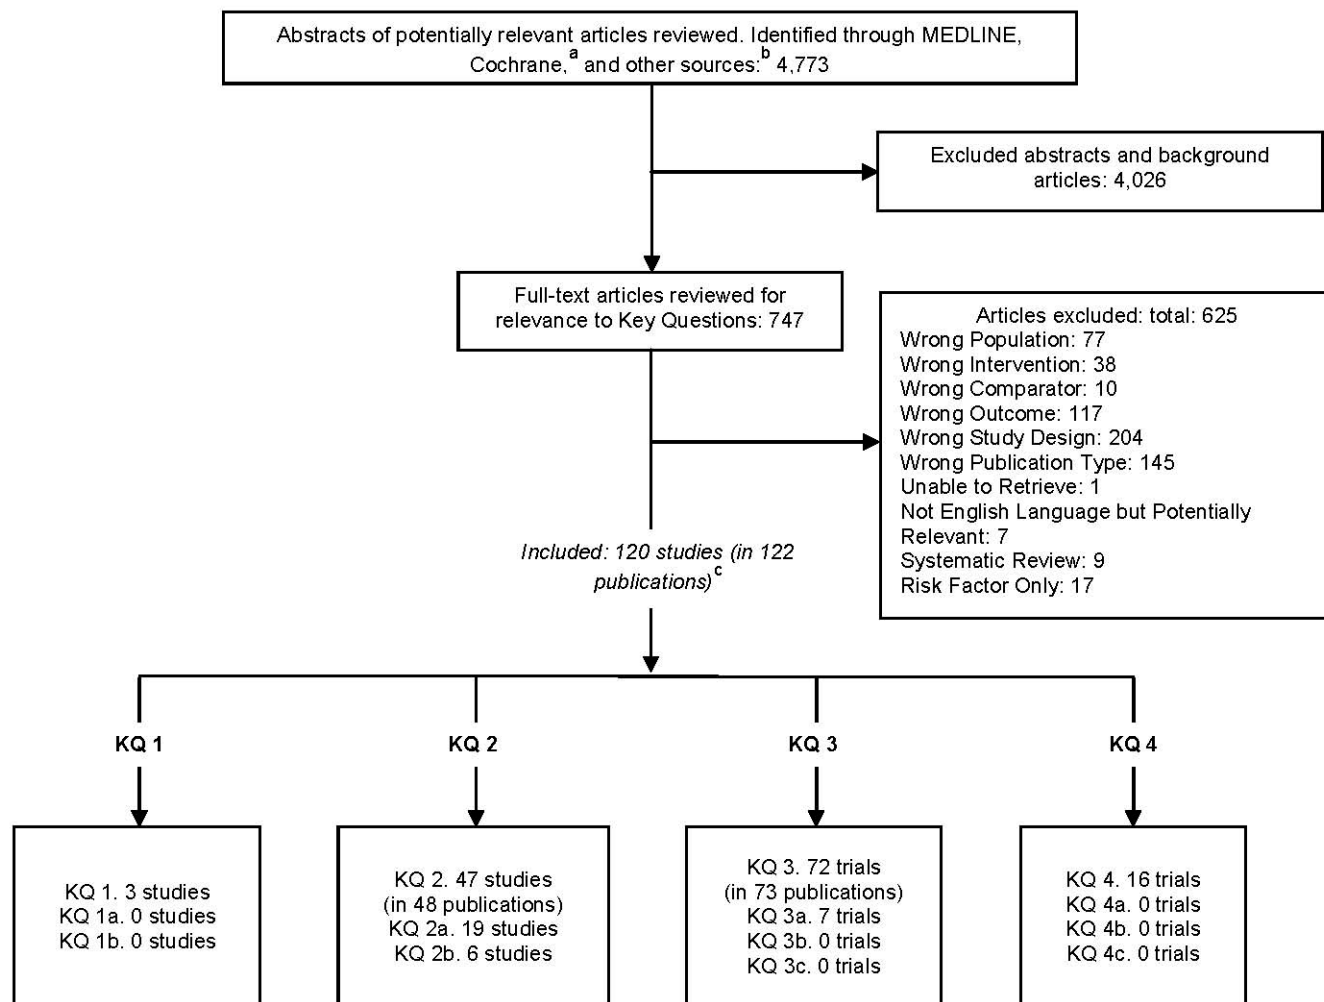 Abstracts of potentially relevant articles reviewed. Identified through MEDLINE,
Cochrane,a and other sources:b 4,773
Excluded abstracts and background
articles: 4,026
Full-text articles reviewed for
relevance to Key Questions: 747
Articles excluded: total: 625
Wrong Population: 77
Wrong Intervention: 38
Wrong Comparator: 10
Wrong Outcome: 117
Wrong Study Design: 204
Wrong Publication Type: 145
Unable to Retrieve: 1
Not English Language but Potentially
Relevant: 7
Systematic Review: 9
Risk Factor Only: 17
Included: 120 studies (in 122
publications)c
KQ 1
KQ 2
KQ 3
KQ 4
KQ 1. 3 studies
KQ 1a. 0 studies
KQ 1b. 0 studies
KQ 2. 47 studies
(in 48 publications)
KQ 2a. 19 studies
KQ 2b. 6 studies
KQ 3. 72 trials
(in 73 publications)
KQ 3a. 7 trials
KQ 3b. 0 trials
KQ 3c. 0 trials
KQ 4. 16 trials
KQ 4a. 0 trials
KQ 4b. 0 trials
KQ 4c. 0 trials